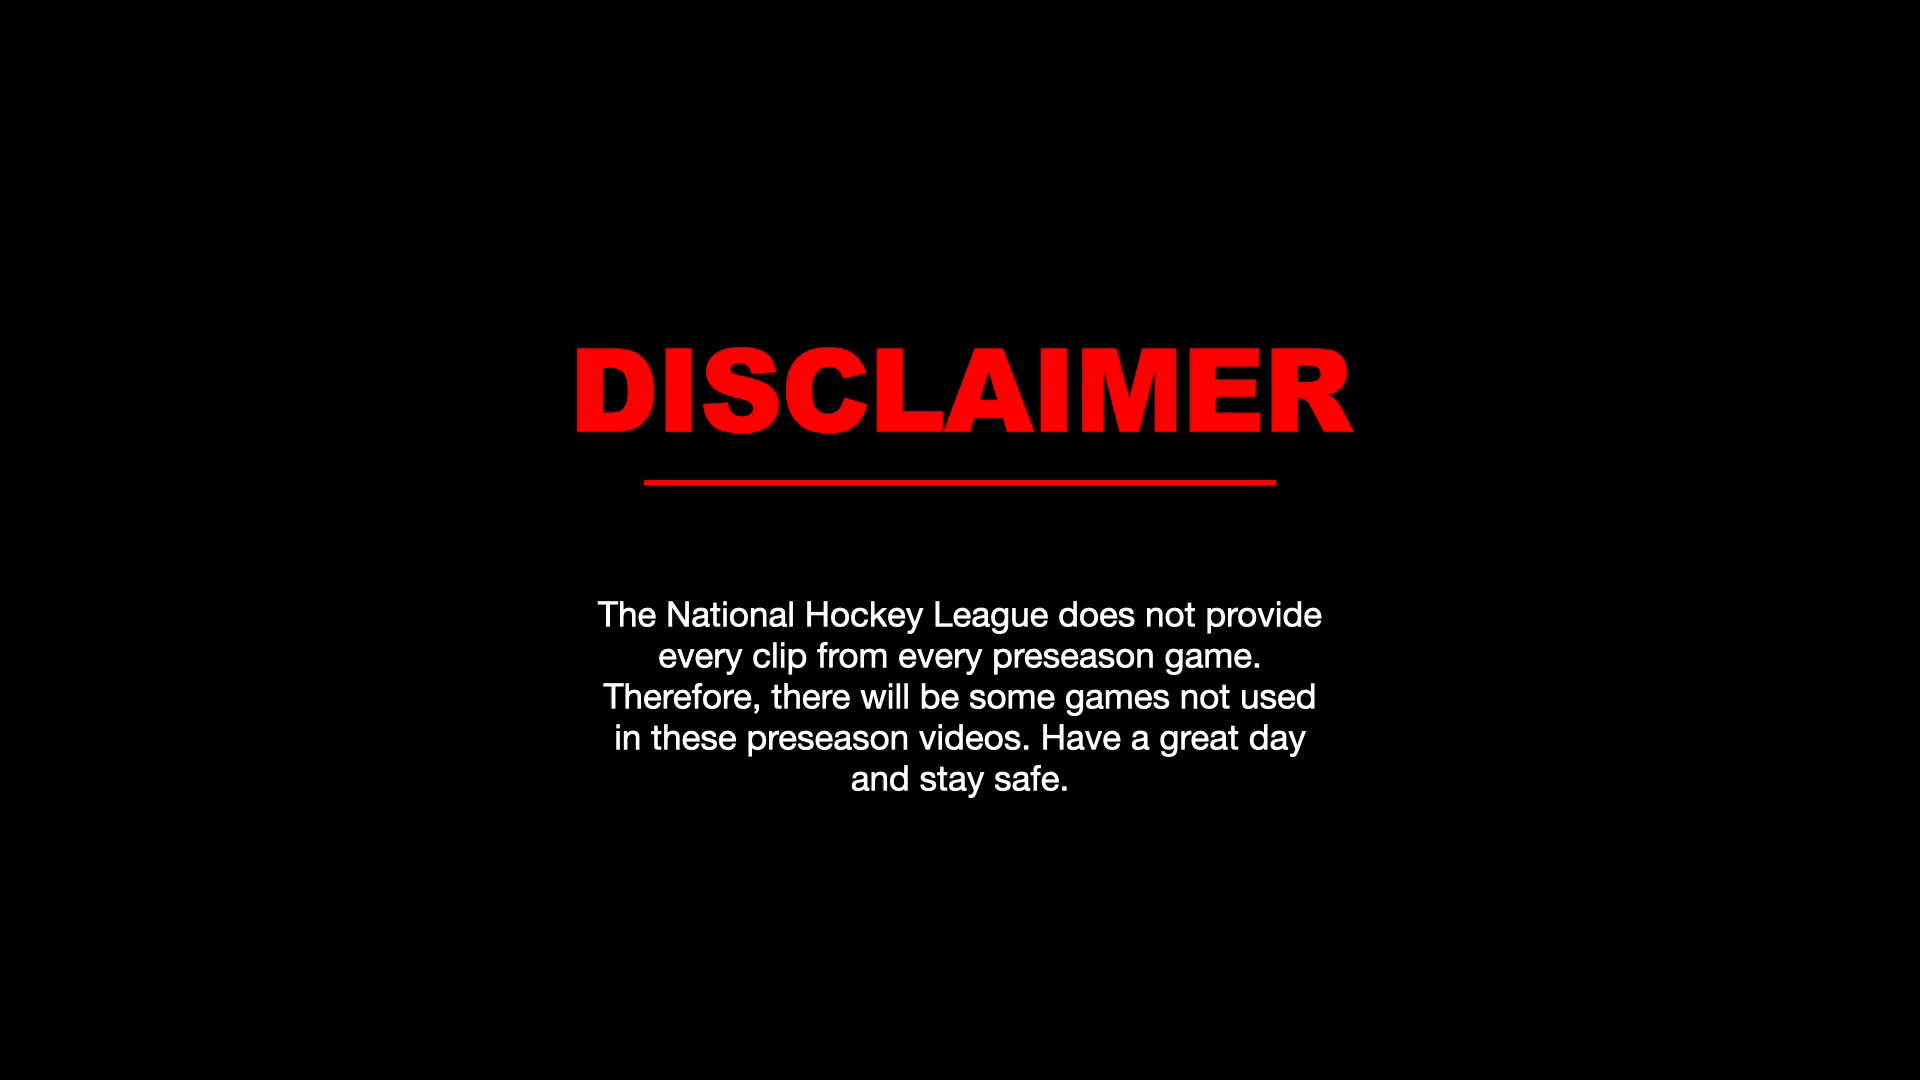 DISCLAIMER
The National Hockey League does not provide
every clip from every preseason game.
Therefore, there will be some games not used
in these preseason videos. Have a great day
and stay safe.